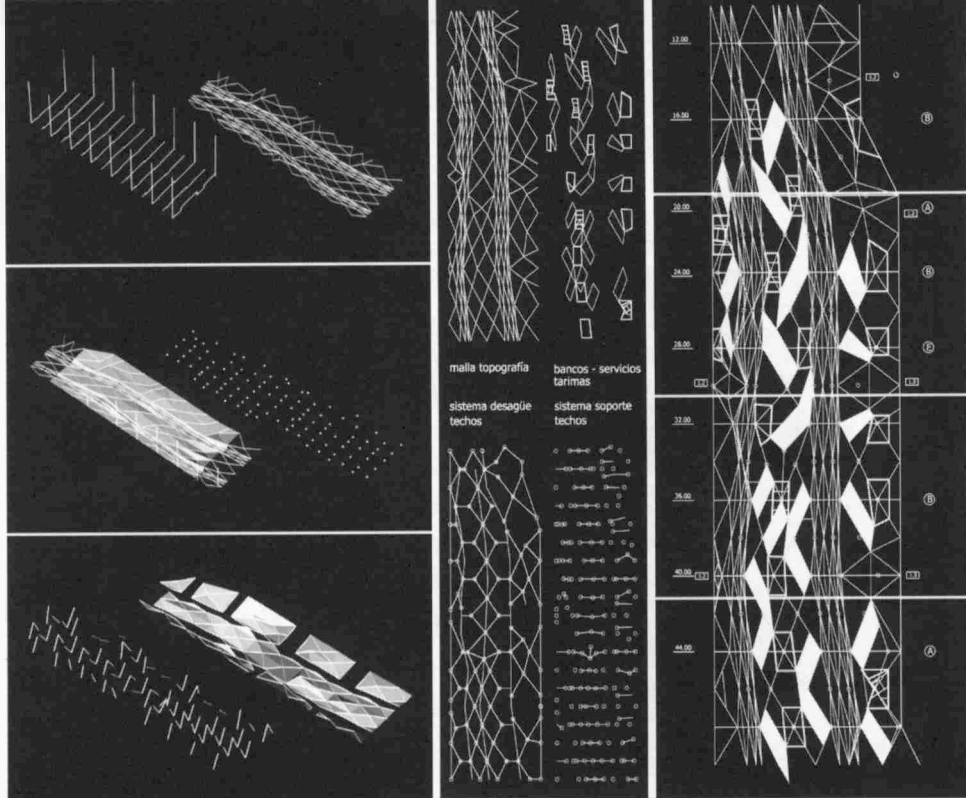 malla topografía
bancos - servicios
tarimas
sistema desagüe
techos
sistema soporte
techos
12.00
16.00
B
20.00
A
24.00
B
28.00
E
32.00
36.00
B
40.00
44.00
A